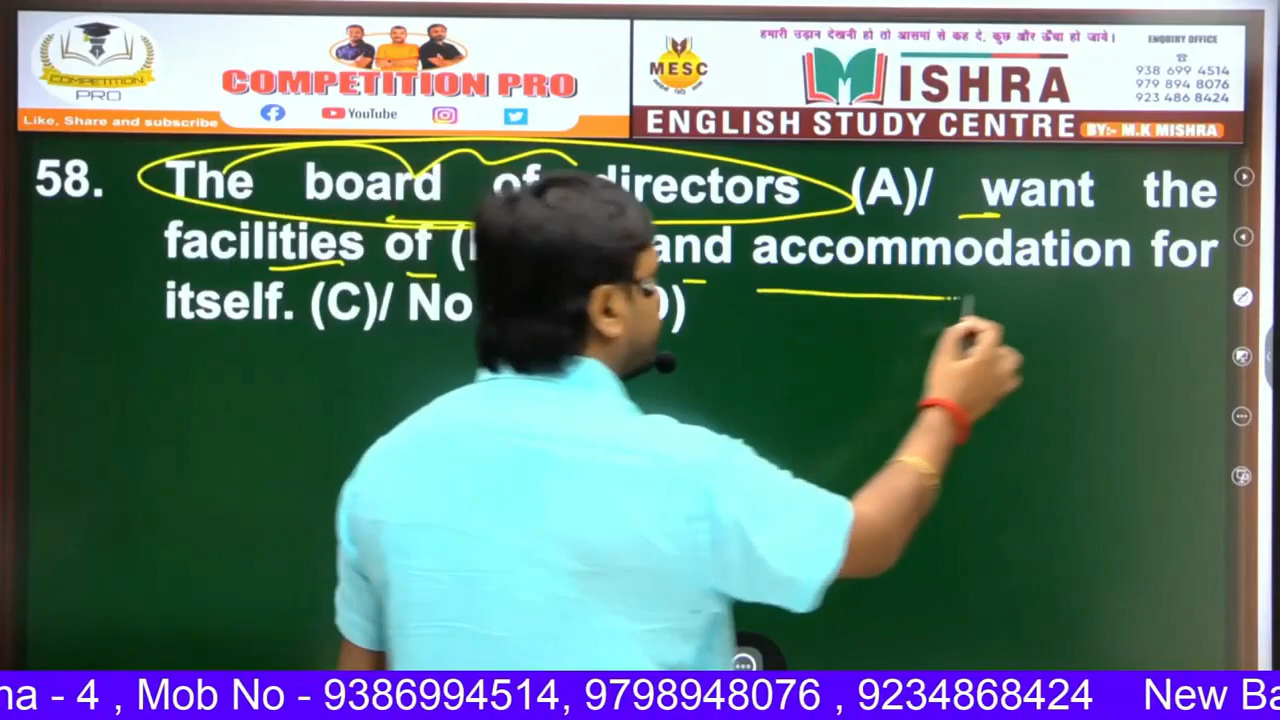 COMPETITION
PRO
COMPETITION PRO
Like, Share and subscribe
YouTube
हमारी उड़ान देखनी हो तो आसमां से कह दे, कुछ और ऊँचा हो जाये।
ENQUIRY OFFICE
MESC
MISHRA
938 699 4514
979 894 8076
923 486 8424
ENGLISH STUDY CENTRE BY:- M.K MISHRA
58. The board of directors (A)/ want the
facilities of ( and accommodation for
itself. (C)/ No )
na - 4 , Mob No - 9386994514, 9798948076 , 9234868424 New Ba